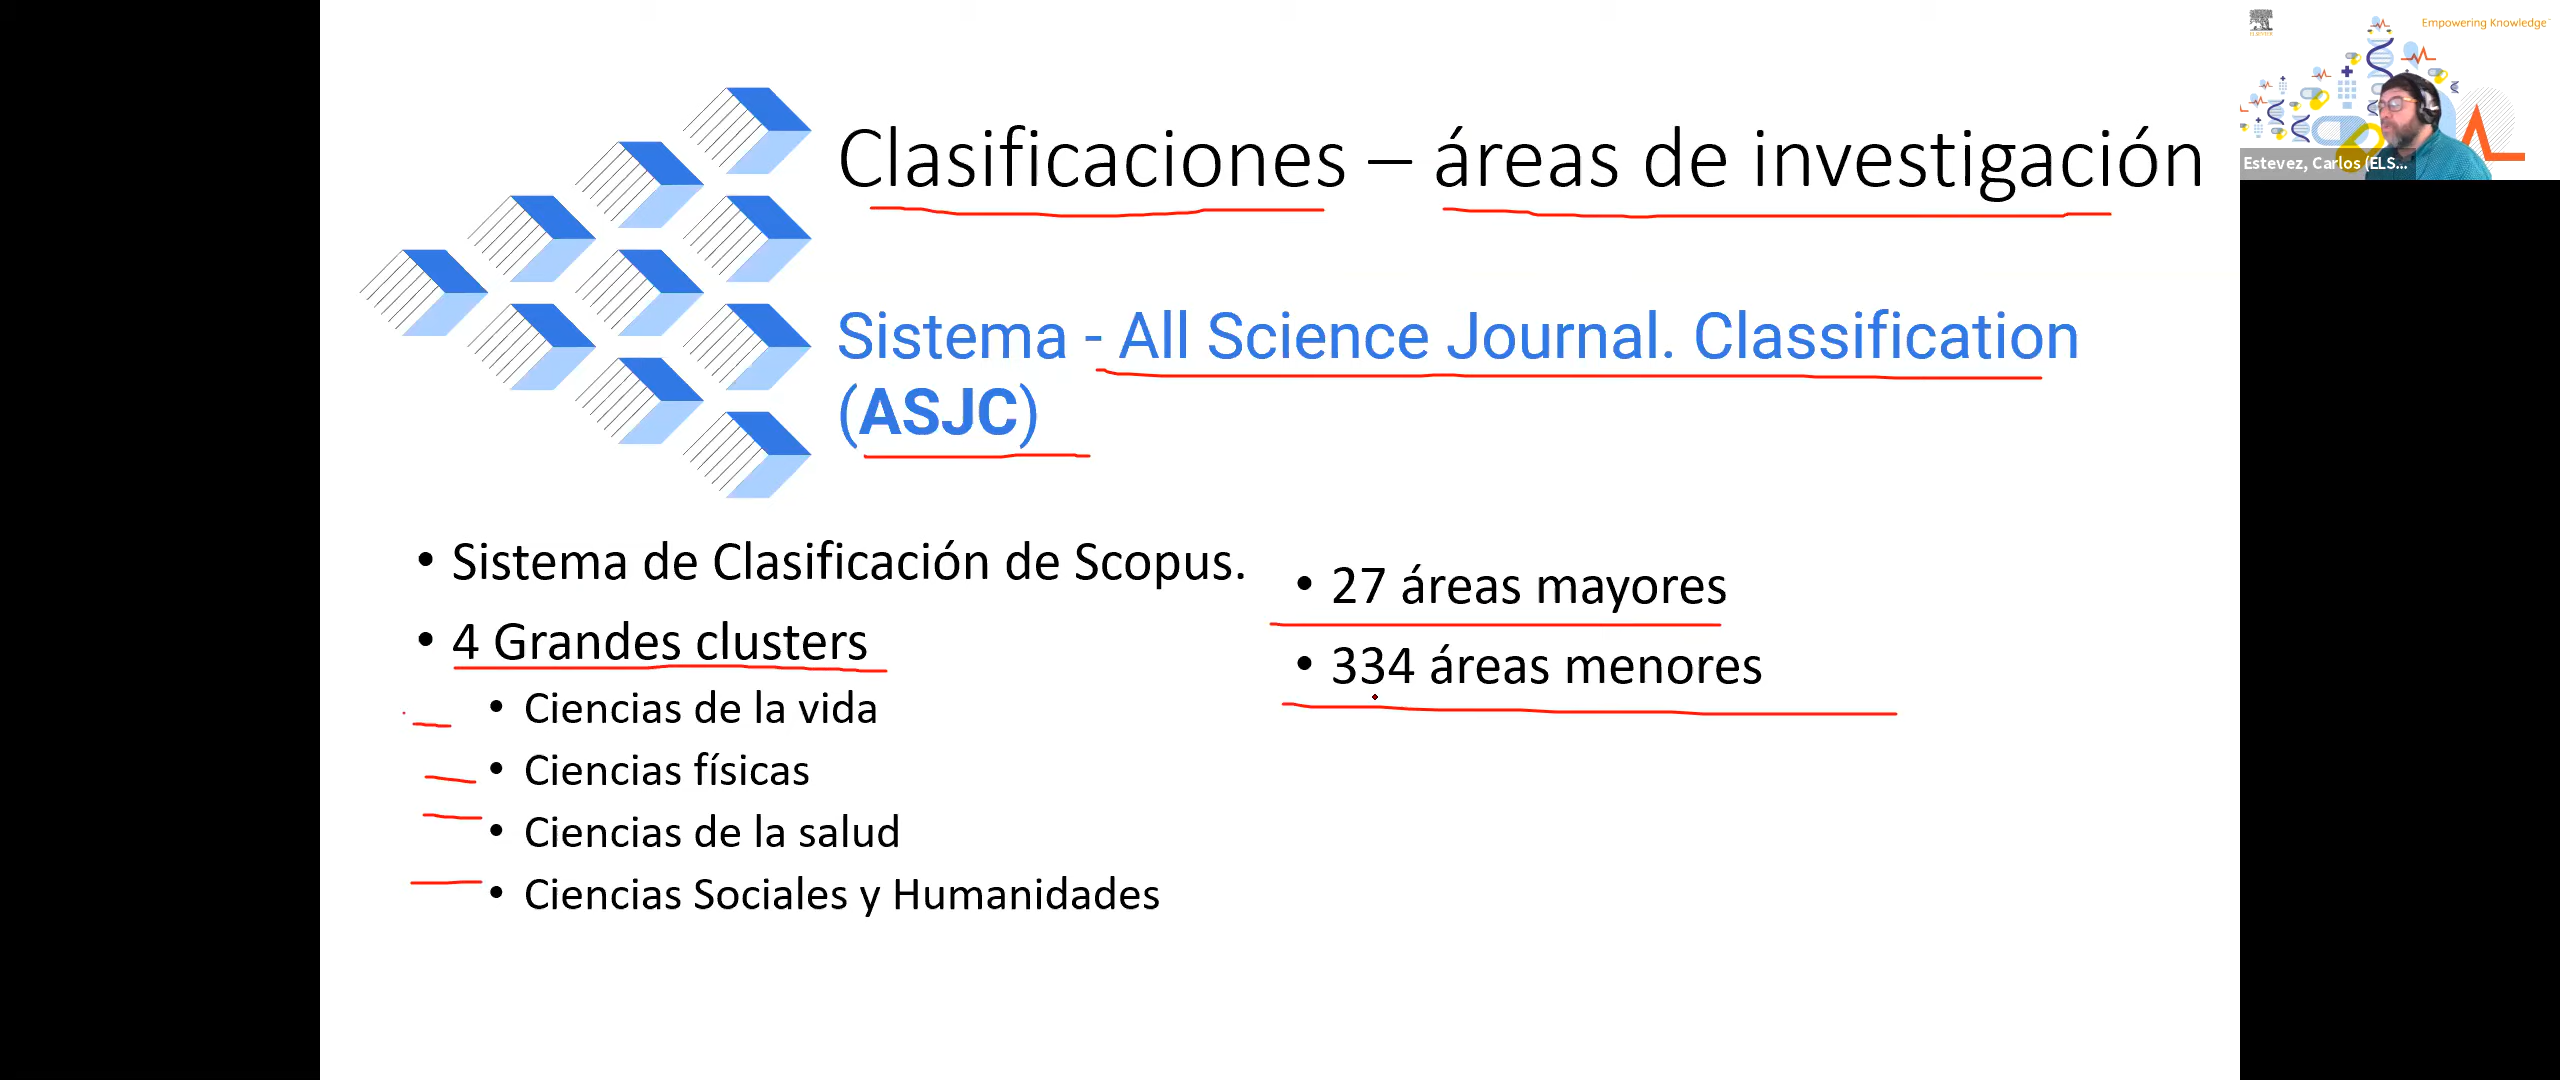 Empowering Knowledge
ELSEVIER
Estevez, Carlos (ELS...
Clasificaciones – áreas de investigación
Sistema - All Science Journal. Classification
(ASJC)
• Sistema de Clasificación de Scopus.
• 4 Grandes clusters
• Ciencias de la vida
• Ciencias físicas
• Ciencias de la salud
• Ciencias Sociales y Humanidades
• 27 áreas mayores
• 334 áreas menores